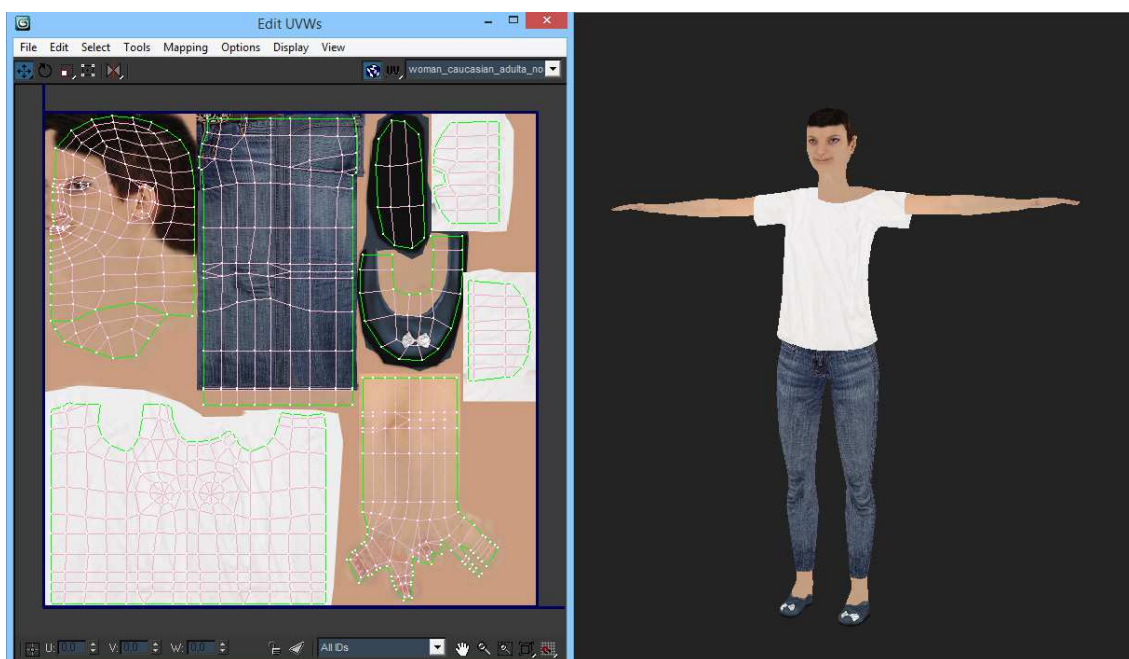 Edit UVWs
File Edit Select Tools Mapping Options Display View
UV woman_caucasian_adulta_no
U: 0,0 V: 0,0 W: 0,0 All IDs